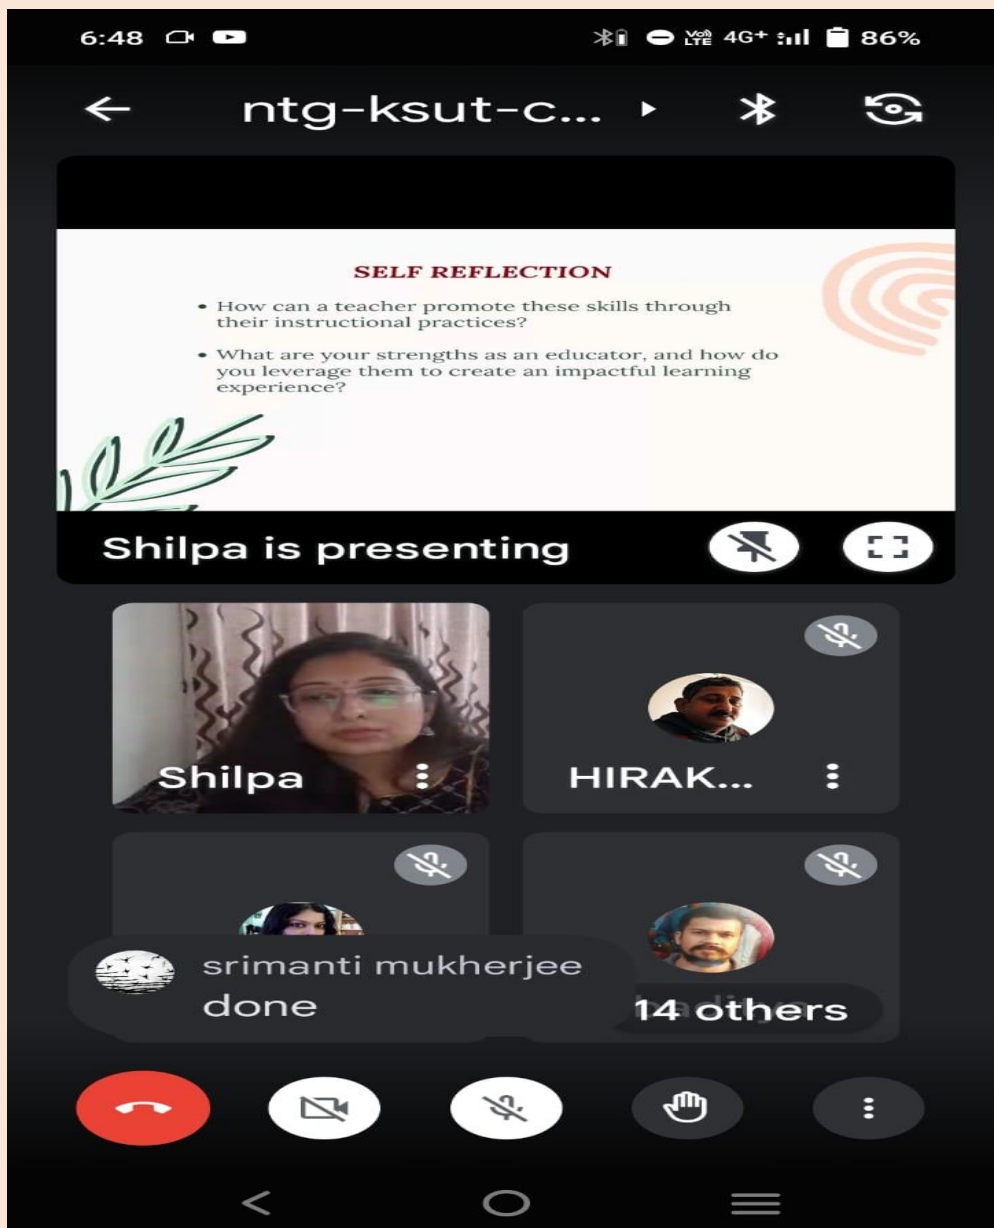 6:48 VoD LTE 4G+ 86%
ntg-ksut-c...
SELF REFLECTION
• How can a teacher promote these skills through
their instructional practices?
• What are your strengths as an educator, and how do
you leverage them to create an impactful learning
experience?
Shilpa is presenting
Shilpa
HIRAK...
srimanti mukherjee
done
14 others